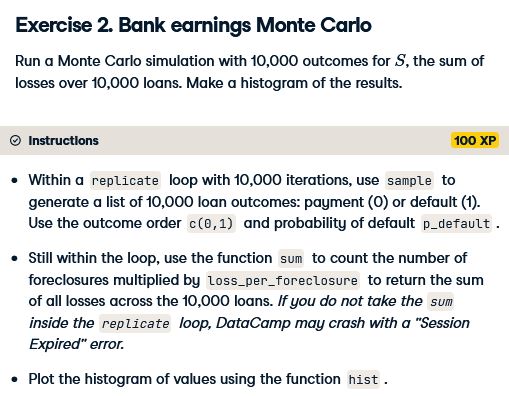 Exercise 2. Bank earnings Monte Carlo
Run a Monte Carlo simulation with 10,000 outcomes for S, the sum of
losses over 10,000 loans. Make a histogram of the results.
Instructions
100 XP
• Within a replicate loop with 10,000 iterations, use sample to
generate a list of 10,000 loan outcomes: payment (0) or default (1).
Use the outcome order c(0,1) and probability of default p_default .
• Still within the loop, use the function sum to count the number of
foreclosures multiplied by loss_per_foreclosure to return the sum
of all losses across the 10,000 loans. If you do not take the sum
inside the replicate loop, DataCamp may crash with a "Session
Expired" error.
• Plot the histogram of values using the function hist .